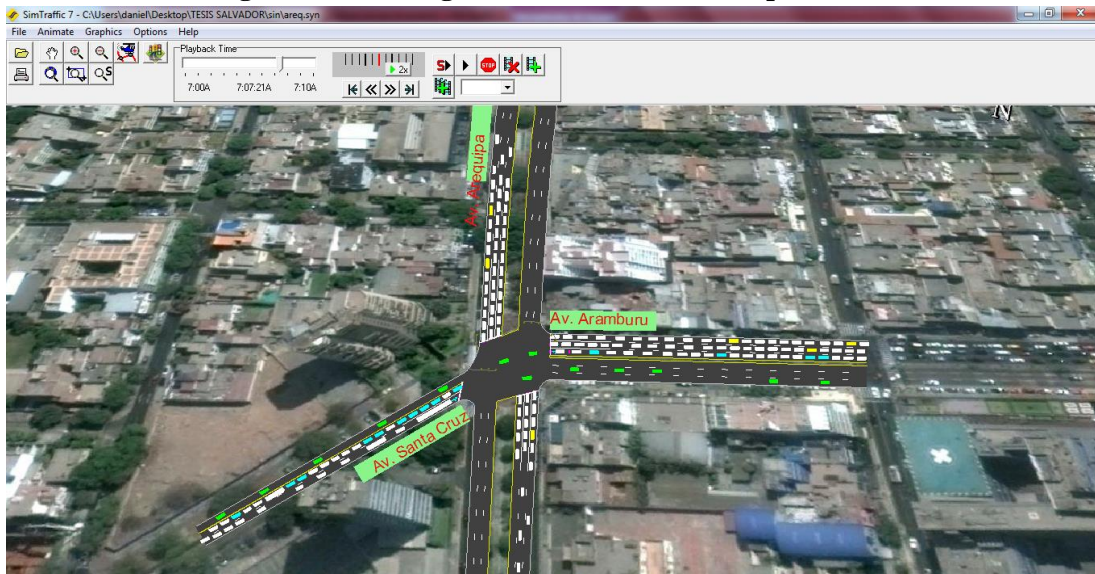 SimTraffic 7 - C:\Users\daniel\Desktop\TESIS SALVADOR\sin\areq.syn
File Animate Graphics Options Help
Playback Time
2x
S
STOP
S
7:00A 7:07:21A 7:10A
N
Av. Arequipa
Av. Aramburu
Av. Santa Cruz